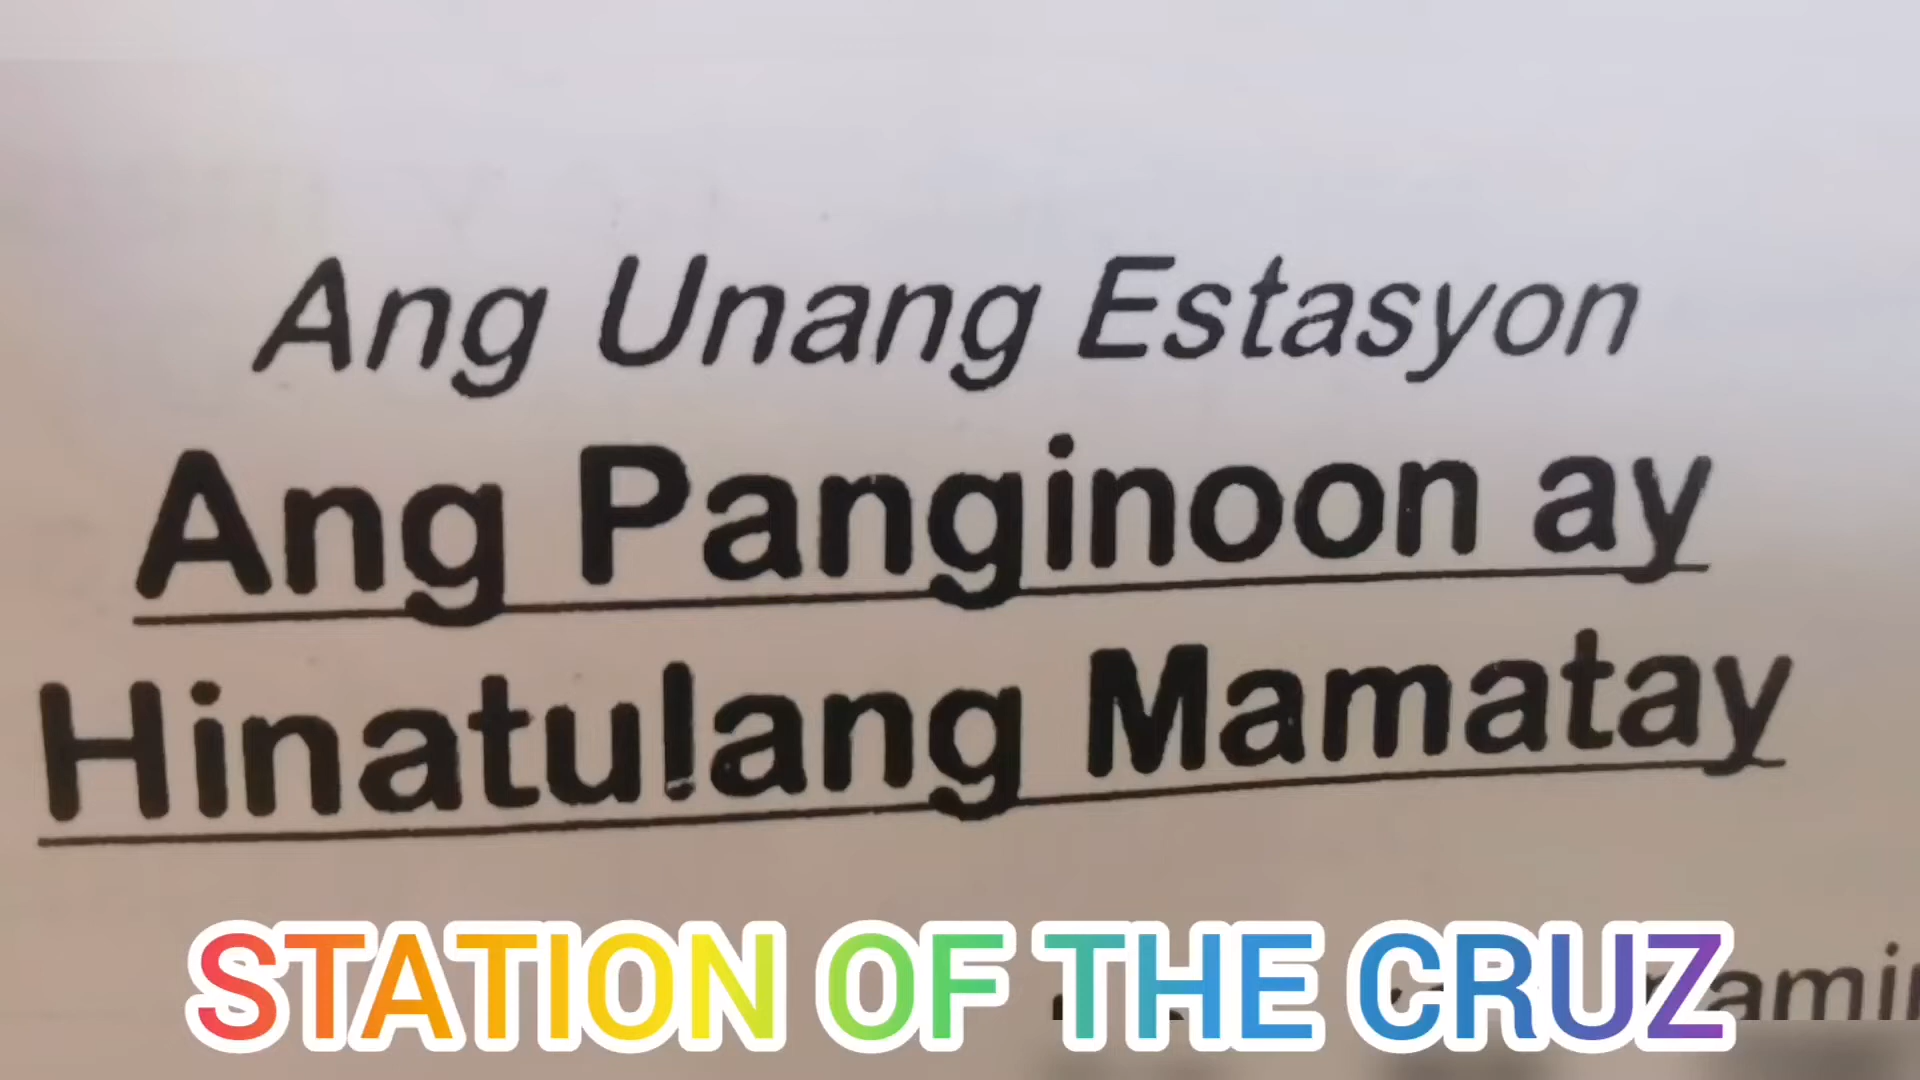 Ang Unang Estasyon
Ang Panginoon ay
Hinatulang Mamatay
STATION OF THE CRUZ